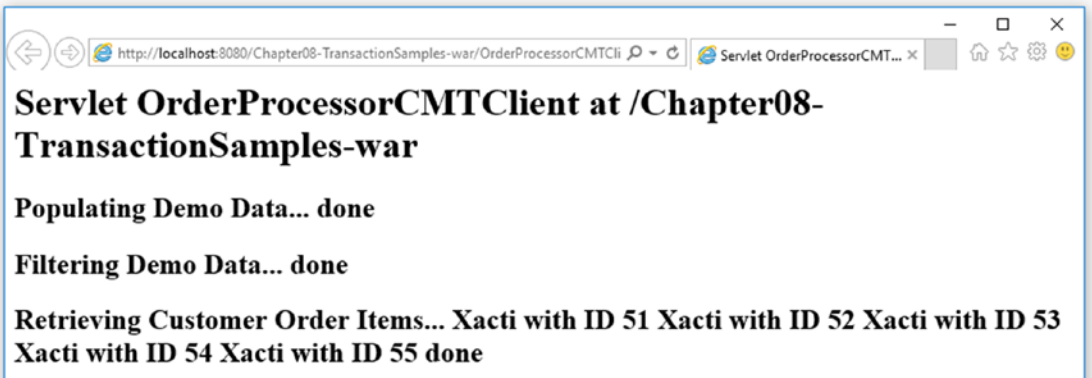 http://localhost:8080/Chapter08-TransactionSamples-war/OrderProcessorCMTCli
Servlet OrderProcessorCMT...
Servlet OrderProcessorCMTClient at /Chapter08-
TransactionSamples-war
Populating Demo Data... done
Filtering Demo Data... done
Retrieving Customer Order Items... Xacti with ID 51 Xacti with ID 52 Xacti with ID 53
Xacti with ID 54 Xacti with ID 55 done